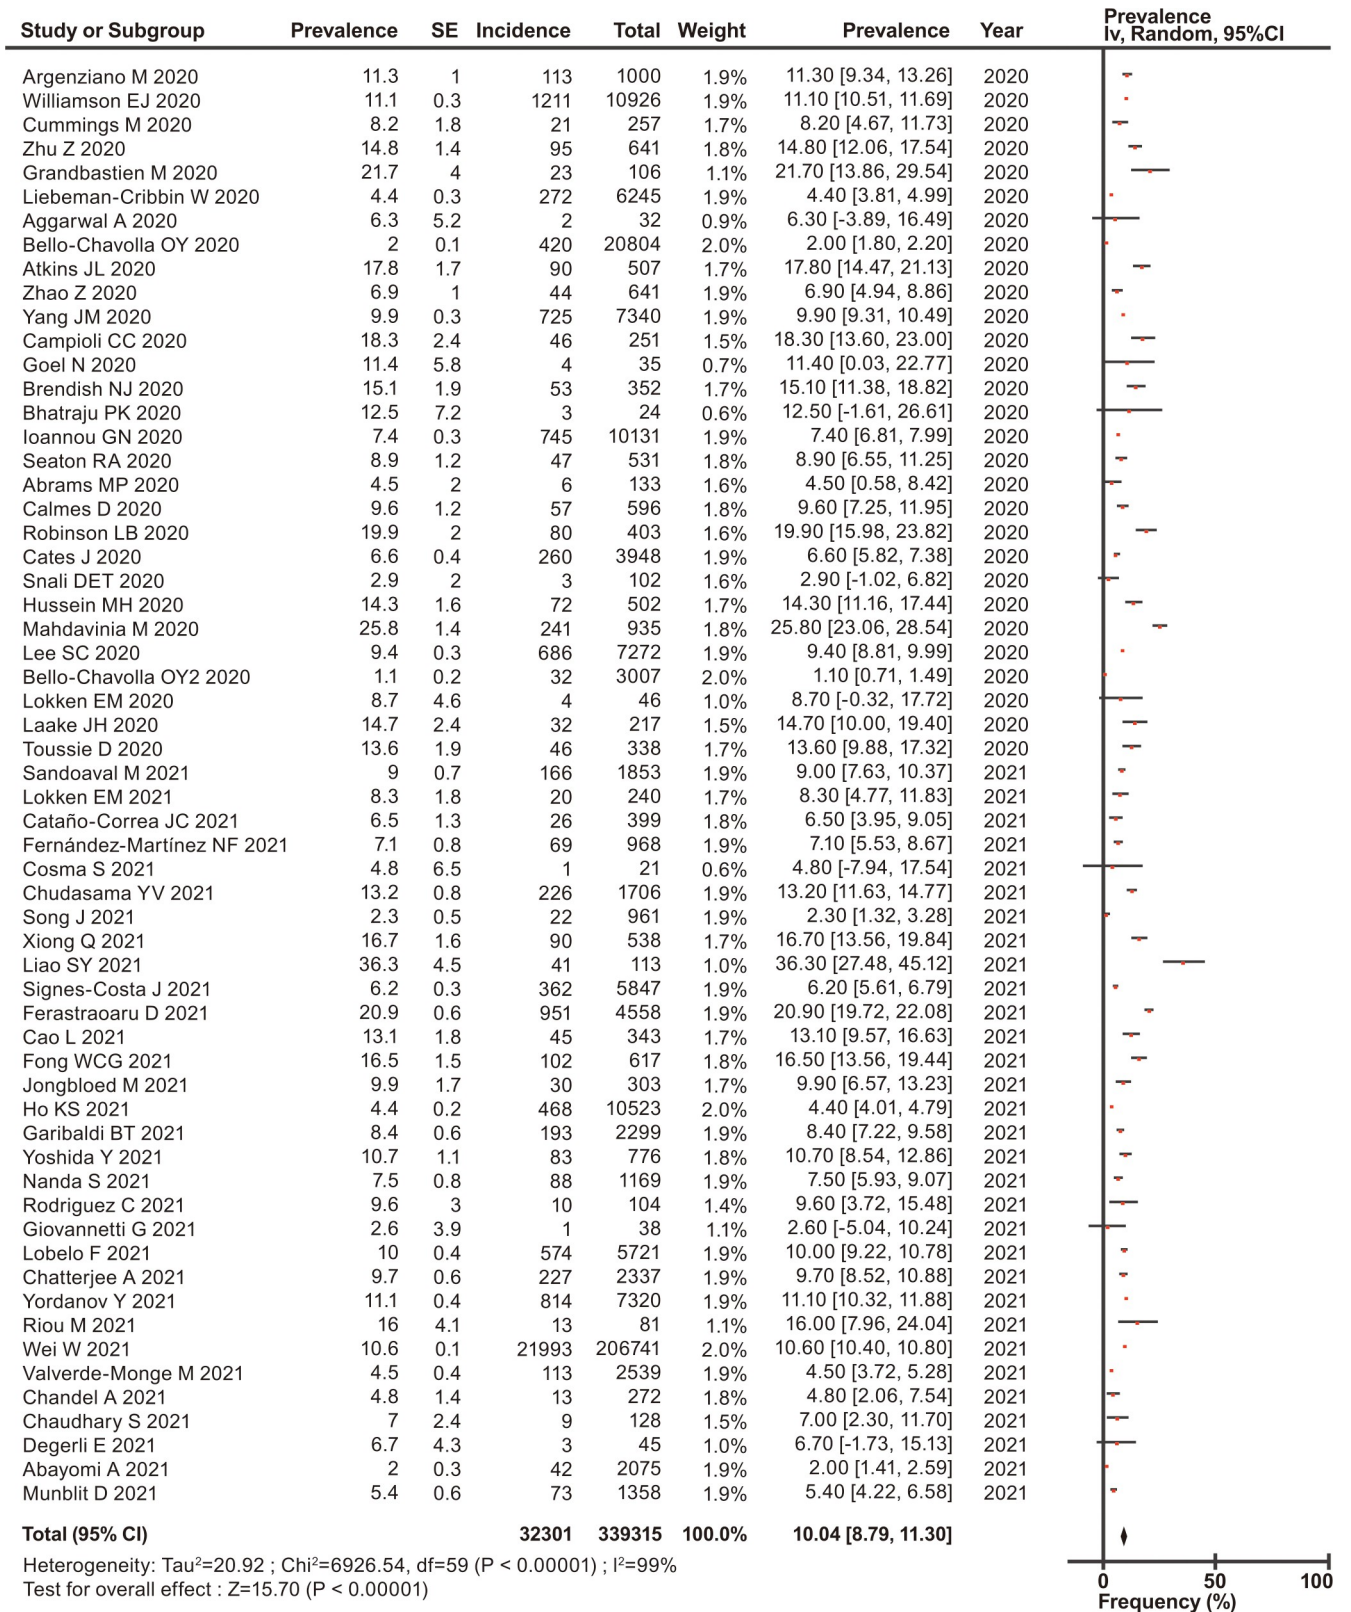 Study or Subgroup Prevalence SE Incidence Total Weight Prevalence Year Prevalence Iv, Random, 95%CI
Argenziano M 2020 11.3 1 113 1000 1.9% 11.30 [9.34, 13.26] 2020
Williamson EJ 2020 11.1 0.3 1211 10926 1.9% 11.10 [10.51, 11.69] 2020
Cummings M 2020 8.2 1.8 21 257 1.7% 8.20 [4.67, 11.73] 2020
Zhu Z 2020 14.8 1.4 95 641 1.8% 14.80 [12.06, 17.54] 2020
Grandbastien M 2020 21.7 4 23 106 1.1% 21.70 [13.86, 29.54] 2020
Liebeman-Cribbin W 2020 4.4 0.3 272 6245 1.9% 4.40 [3.81, 4.99] 2020
Aggarwal A 2020 6.3 5.2 2 32 0.9% 6.30 [-3.89, 16.49] 2020
Bello-Chavolla OY 2020 2 0.1 420 20804 2.0% 2.00 [1.80, 2.20] 2020
Atkins JL 2020 17.8 1.7 90 507 1.7% 17.80 [14.47, 21.13] 2020
Zhao Z 2020 6.9 1 44 641 1.9% 6.90 [4.94, 8.86] 2020
Yang JM 2020 9.9 0.3 725 7340 1.9% 9.90 [9.31, 10.49] 2020
Campioli CC 2020 18.3 2.4 46 251 1.5% 18.30 [13.60, 23.00] 2020
Goel N 2020 11.4 5.8 4 35 0.7% 11.40 [0.03, 22.77] 2020
Brendish NJ 2020 15.1 1.9 53 352 1.7% 15.10 [11.38, 18.82] 2020
Bhatraju PK 2020 12.5 7.2 3 24 0.6% 12.50 [-1.61, 26.61] 2020
Ioannou GN 2020 7.4 0.3 745 10131 1.9% 7.40 [6.81, 7.99] 2020
Seaton RA 2020 8.9 1.2 47 531 1.8% 8.90 [6.55, 11.25] 2020
Abrams MP 2020 4.5 2 6 133 1.6% 4.50 [0.58, 8.42] 2020
Calmes D 2020 9.6 1.2 57 596 1.8% 9.60 [7.25, 11.95] 2020
Robinson LB 2020 19.9 2 80 403 1.6% 19.90 [15.98, 23.82] 2020
Cates J 2020 6.6 0.4 260 3948 1.9% 6.60 [5.82, 7.38] 2020
Snali DET 2020 2.9 2 3 102 1.6% 2.90 [-1.02, 6.82] 2020
Hussein MH 2020 14.3 1.6 72 502 1.7% 14.30 [11.16, 17.44] 2020
Mahdavinia M 2020 25.8 1.4 241 935 1.8% 25.80 [23.06, 28.54] 2020
Lee SC 2020 9.4 0.3 686 7272 1.9% 9.40 [8.81, 9.99] 2020
Bello-Chavolla OY2 2020 1.1 0.2 32 3007 2.0% 1.10 [0.71, 1.49] 2020
Lokken EM 2020 8.7 4.6 4 46 1.0% 8.70 [-0.32, 17.72] 2020
Laake JH 2020 14.7 2.4 32 217 1.5% 14.70 [10.00, 19.40] 2020
Toussie D 2020 13.6 1.9 46 338 1.7% 13.60 [9.88, 17.32] 2020
Sandoaval M 2021 9 0.7 166 1853 1.9% 9.00 [7.63, 10.37] 2021
Lokken EM 2021 8.3 1.8 20 240 1.7% 8.30 [4.77, 11.83] 2021
Cataño-Correa JC 2021 6.5 1.3 26 399 1.8% 6.50 [3.95, 9.05] 2021
Fernández-Martínez NF 2021 7.1 0.8 69 968 1.9% 7.10 [5.53, 8.67] 2021
Cosma S 2021 4.8 6.5 1 21 0.6% 4.80 [-7.94, 17.54] 2021
Chudasama YV 2021 13.2 0.8 226 1706 1.9% 13.20 [11.63, 14.77] 2021
Song J 2021 2.3 0.5 22 961 1.9% 2.30 [1.32, 3.28] 2021
Xiong Q 2021 16.7 1.6 90 538 1.7% 16.70 [13.56, 19.84] 2021
Liao SY 2021 36.3 4.5 41 113 1.0% 36.30 [27.48, 45.12] 2021
Signes-Costa J 2021 6.2 0.3 362 5847 1.9% 6.20 [5.61, 6.79] 2021
Ferastraoaru D 2021 20.9 0.6 951 4558 1.9% 20.90 [19.72, 22.08] 2021
Cao L 2021 13.1 1.8 45 343 1.7% 13.10 [9.57, 16.63] 2021
Fong WCG 2021 16.5 1.5 102 617 1.8% 16.50 [13.56, 19.44] 2021
Jongbloed M 2021 9.9 1.7 30 303 1.7% 9.90 [6.57, 13.23] 2021
Ho KS 2021 4.4 0.2 468 10523 2.0% 4.40 [4.01, 4.79] 2021
Garibaldi BT 2021 8.4 0.6 193 2299 1.9% 8.40 [7.22, 9.58] 2021
Yoshida Y 2021 10.7 1.1 83 776 1.8% 10.70 [8.54, 12.86] 2021
Nanda S 2021 7.5 0.8 88 1169 1.9% 7.50 [5.93, 9.07] 2021
Rodriguez C 2021 9.6 3 10 104 1.4% 9.60 [3.72, 15.48] 2021
Giovannetti G 2021 2.6 3.9 1 38 1.1% 2.60 [-5.04, 10.24] 2021
Lobelo F 2021 10 0.4 574 5721 1.9% 10.00 [9.22, 10.78] 2021
Chatterjee A 2021 9.7 0.6 227 2337 1.9% 9.70 [8.52, 10.88] 2021
Yordanov Y 2021 11.1 0.4 814 7320 1.9% 11.10 [10.32, 11.88] 2021
Riou M 2021 16 4.1 13 81 1.1% 16.00 [7.96, 24.04] 2021
Wei W 2021 10.6 0.1 21993 206741 2.0% 10.60 [10.40, 10.80] 2021
Valverde-Monge M 2021 4.5 0.4 113 2539 1.9% 4.50 [3.72, 5.28] 2021
Chandel A 2021 4.8 1.4 13 272 1.8% 4.80 [2.06, 7.54] 2021
Chaudhary S 2021 7 2.4 9 128 1.5% 7.00 [2.30, 11.70] 2021
Degerli E 2021 6.7 4.3 3 45 1.0% 6.70 [-1.73, 15.13] 2021
Abayomi A 2021 2 0.3 42 2075 1.9% 2.00 [1.41, 2.59] 2021
Munblit D 2021 5.4 0.6 73 1358 1.9% 5.40 [4.22, 6.58] 2021
Total (95% CI) 32301 339315 100.0% 10.04 [8.79, 11.30]
Heterogeneity: Tau²=20.92 ; Chi²=6926.54, df=59 (P < 0.00001) ; I²=99%
Test for overall effect : Z=15.70 (P < 0.00001)
0 50 100
Frequency (%)